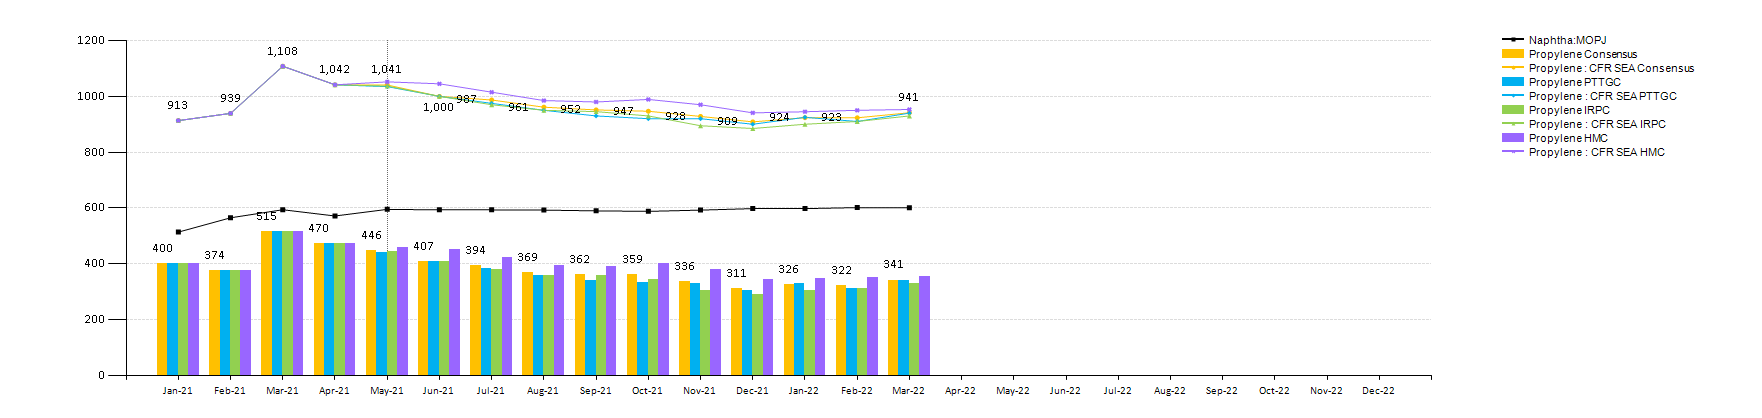 1200
1000
800
600
400
200
0
913
939
1,108
1,042
1,041
1,000
987
961
952
947
928
909
924
923
941
400
374
515
470
446
407
394
369
362
359
336
311
326
322
341
Jan-21
Feb-21
Mar-21
Apr-21
May-21
Jun-21
Jul-21
Aug-21
Sep-21
Oct-21
Nov-21
Dec-21
Jan-22
Feb-22
Mar-22
Apr-22
May-22
Jun-22
Jul-22
Aug-22
Sep-22
Oct-22
Nov-22
Dec-22
Naphtha:MOPJ
Propylene Consensus
Propylene : CFR SEA Consensus
Propylene PTTGC
Propylene : CFR SEA PTTGC
Propylene IRPC
Propylene : CFR SEA IRPC
Propylene HMC
Propylene : CFR SEA HMC